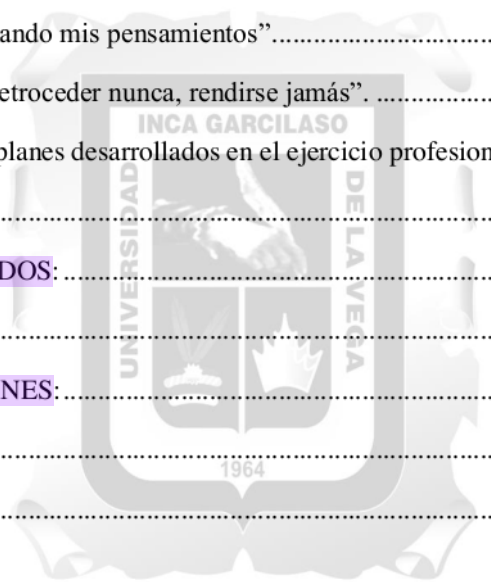 ando mis pensamientos”...............................
etroceder nunca, rendirse jamás”. .................
INCA GARCILASO
planes desarrollados en el ejercicio profesion
UNIVERSIDAD
DE LA VEGA
.........................................................................
DOS: ................................................................
.........................................................................
NES: ................................................................
.........................................................................
1964
.........................................................................